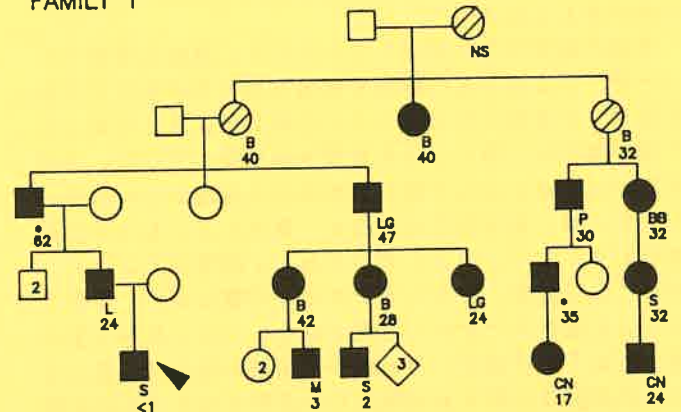 FAMILY 1
NS
B
40
B
40
B
32
•
62
LG
47
P
30
BB
32
2
L
24
B
42
B
28
LG
24
•
35
S
32
S
<1
2
M
3
S
2
3
CN
17
CN
24